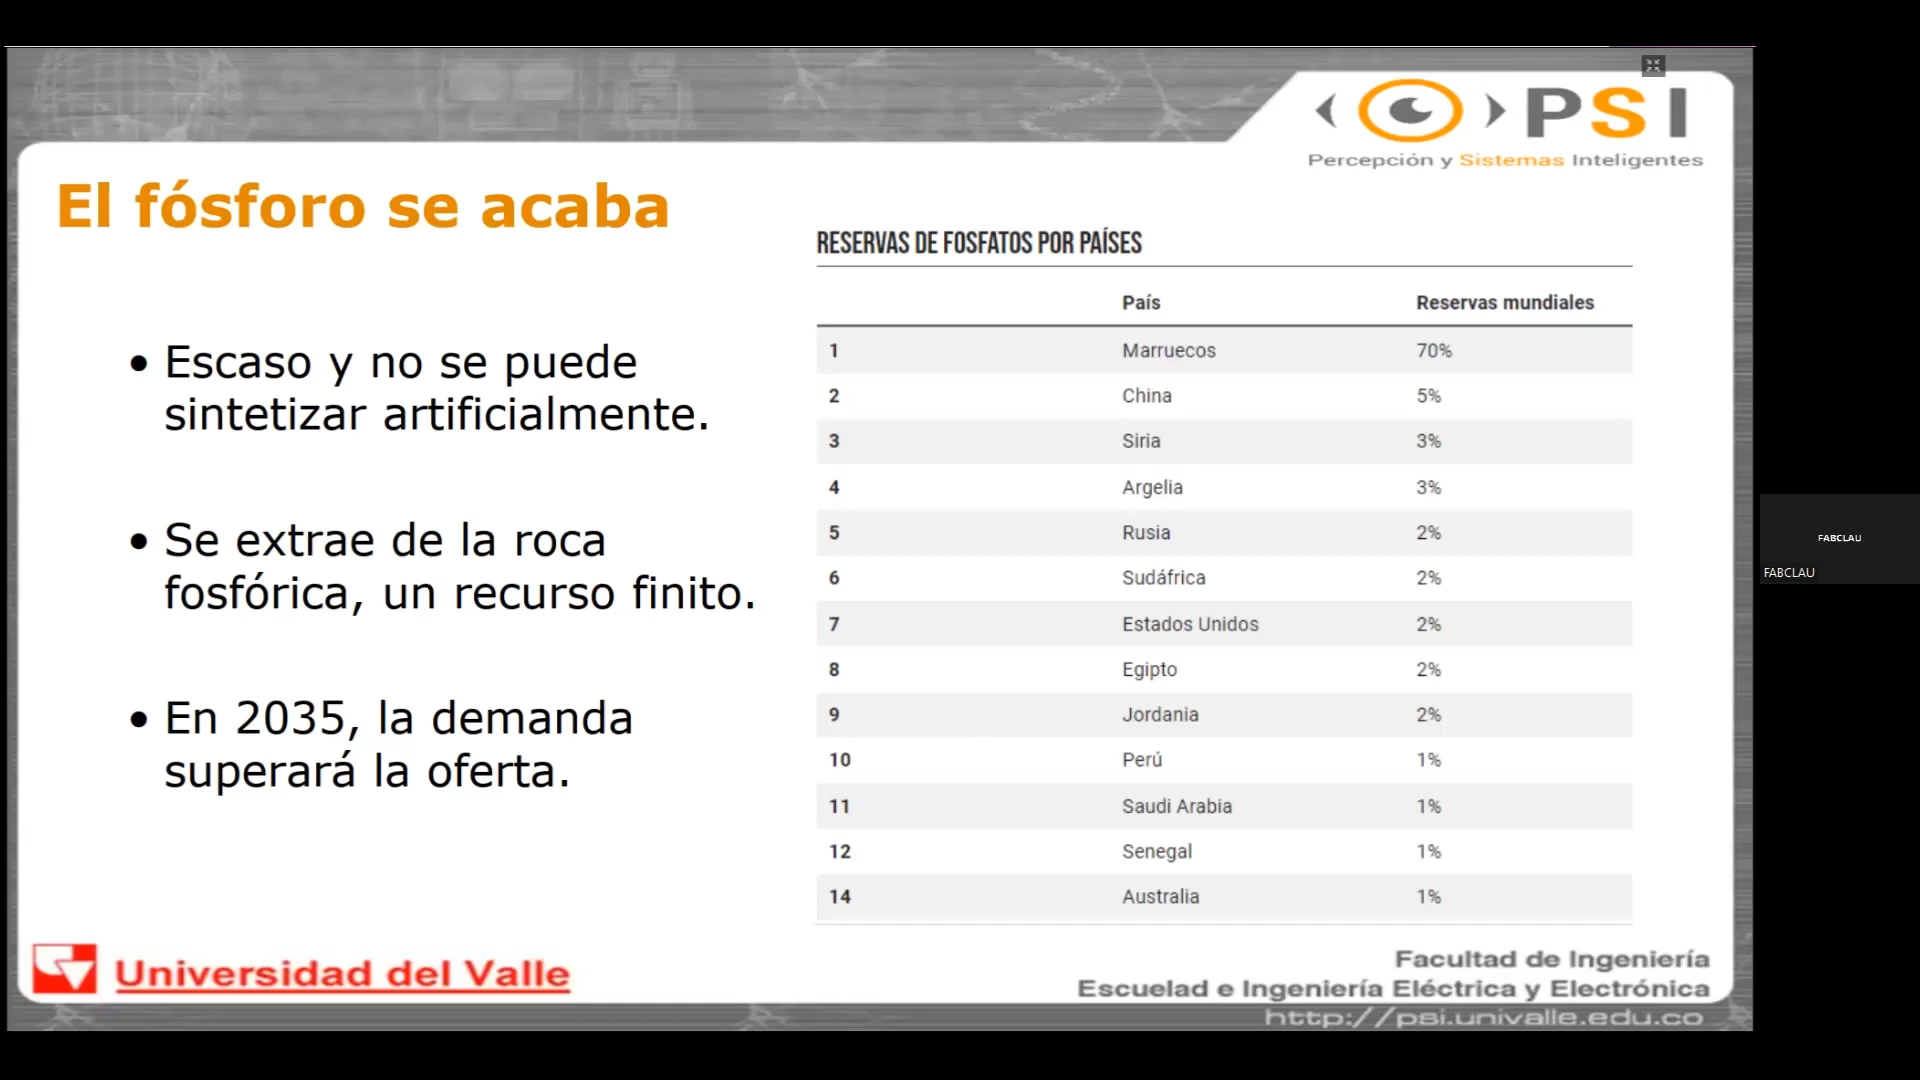 PSI
Percepción y Sistemas Inteligentes
El fósforo se acaba
• Escaso y no se puede
sintetizar artificialmente.
• Se extrae de la roca
fosfórica, un recurso finito.
• En 2035, la demanda
superará la oferta.
RESERVAS DE FOSFATOS POR PAÍSES
País Reservas mundiales
1 Marruecos 70%
2 China 5%
3 Siria 3%
4 Argelia 3%
5 Rusia 2%
6 Sudáfrica 2%
7 Estados Unidos 2%
8 Egipto 2%
9 Jordania 2%
10 Perú 1%
11 Saudi Arabia 1%
12 Senegal 1%
14 Australia 1%
FABCLAU
FABCLAU
Universidad del Valle
Facultad de Ingeniería
Escuelad e Ingeniería Eléctrica y Electrónica
http://psi.univalle.edu.co